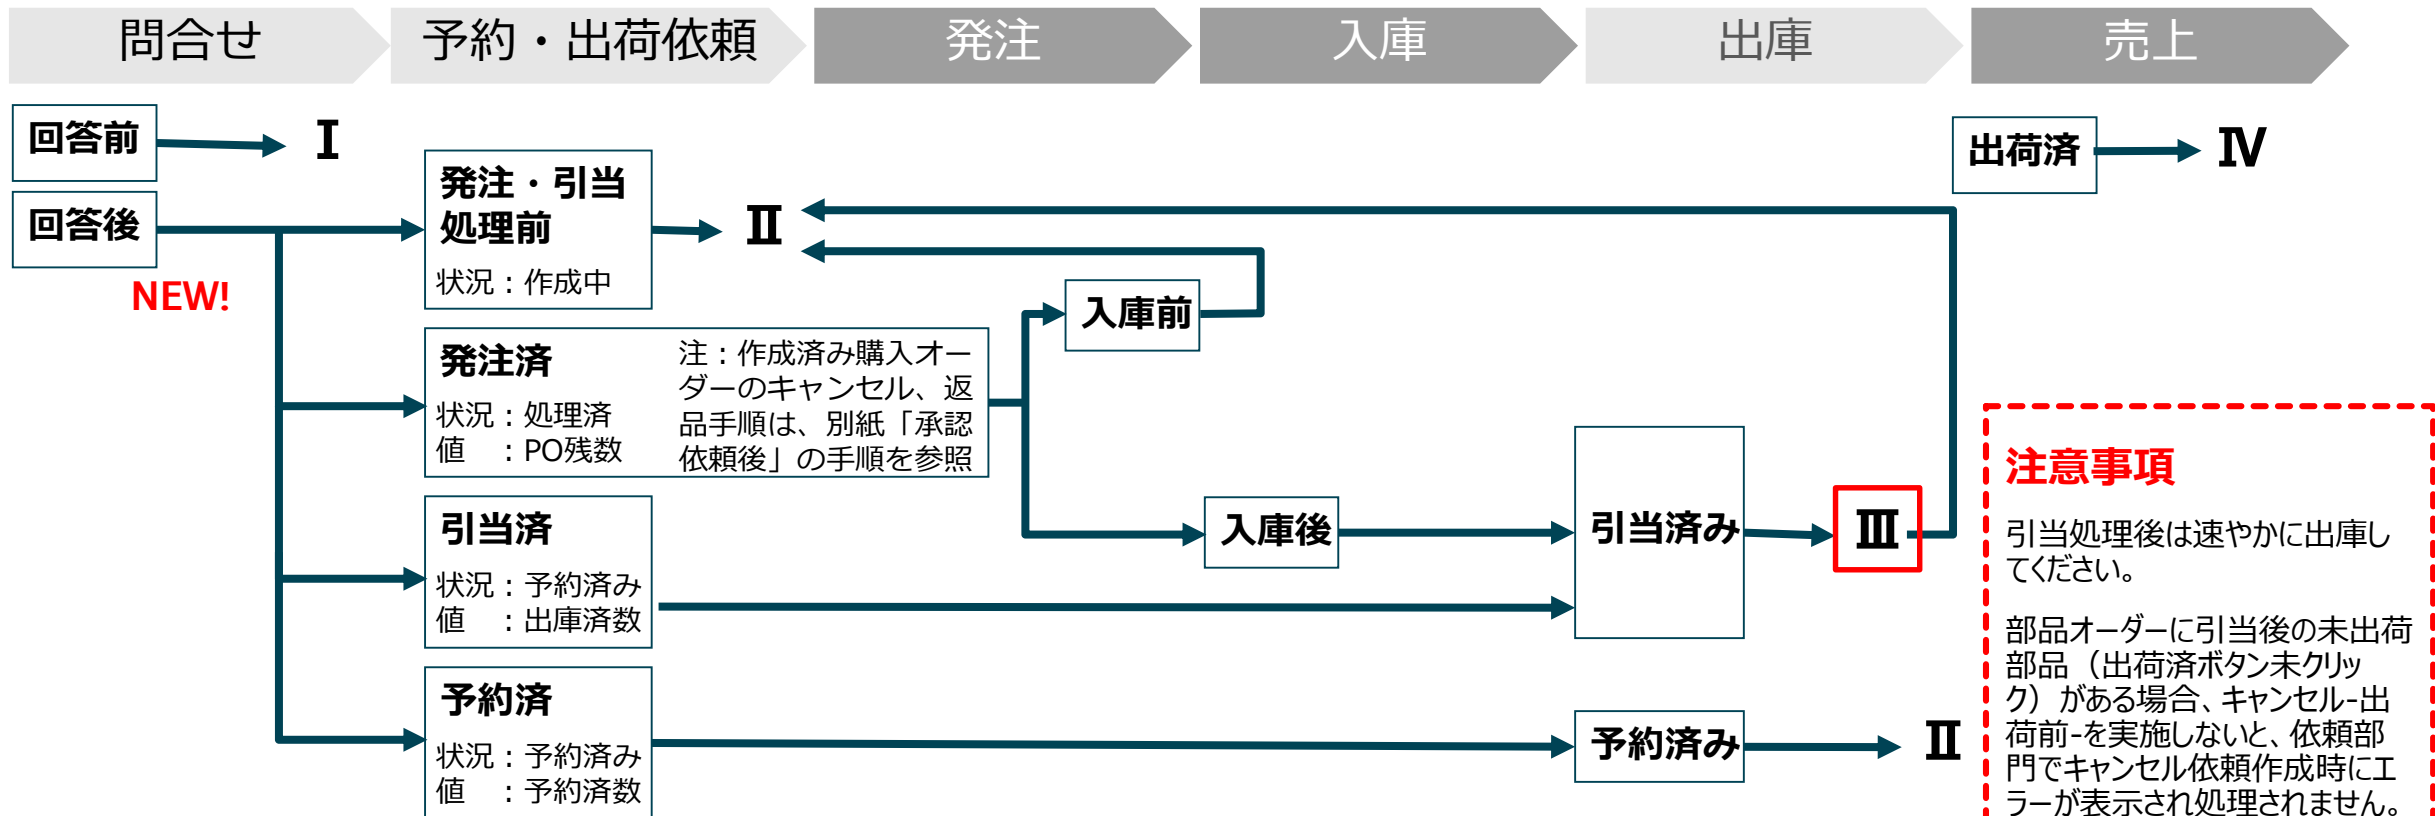 問合せ
予約・出荷依頼
発注
入庫
出庫
売上
回答前
Ⅰ
回答後
NEW!
発注・引当
処理前
状況：作成中
Ⅱ
出荷済
Ⅳ
発注済
状況：処理済
値　：PO残数
注：作成済み購入オー
ダーのキャンセル、返
品手順は、別紙「承認
依頼後」の手順を参照
入庫前
入庫後
引当済
状況：予約済み
値　：出庫済数
引当済み
Ⅲ
予約済
状況：予約済み
値　：予約済数
予約済み
Ⅱ
注意事項
引当処理後は速やかに出庫し
てください。
部品オーダーに引当後の未出荷
部品（出荷済ボタン未クリッ
ク）がある場合、キャンセル-出
荷前-を実施しないと、依頼部
門でキャンセル依頼作成時にエ
ラーが表示され処理されません。